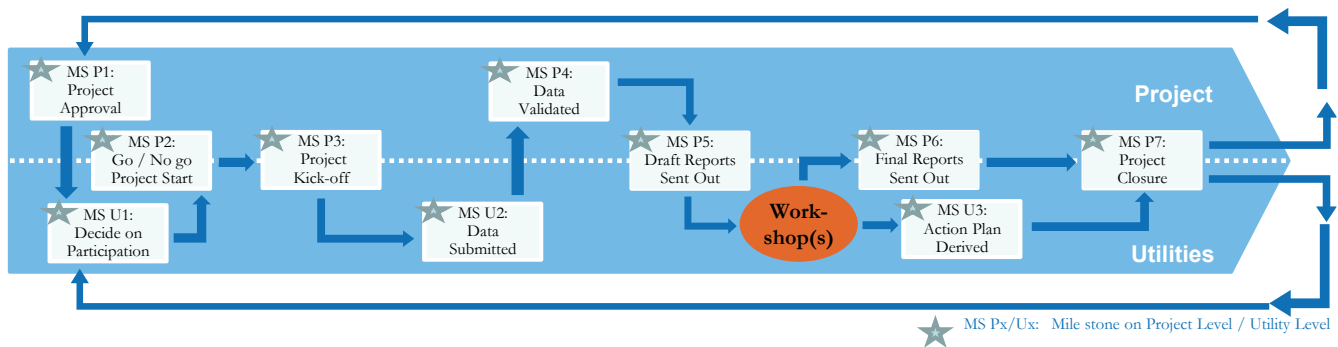 MS P1:
Project
Approval
MS P2:
Go / No go
Project Start
MS U1:
Decide on
Participation
MS P3:
Project
Kick-off
MS U2:
Data
Submitted
MS P4:
Data
Validated
MS P5:
Draft Reports
Sent Out
Work-
shop(s)
MS P6:
Final Reports
Sent Out
MS U3:
Action Plan
Derived
MS P7:
Project
Closure
Project
Utilities
MS Px/Ux: Mile stone on Project Level / Utility Level